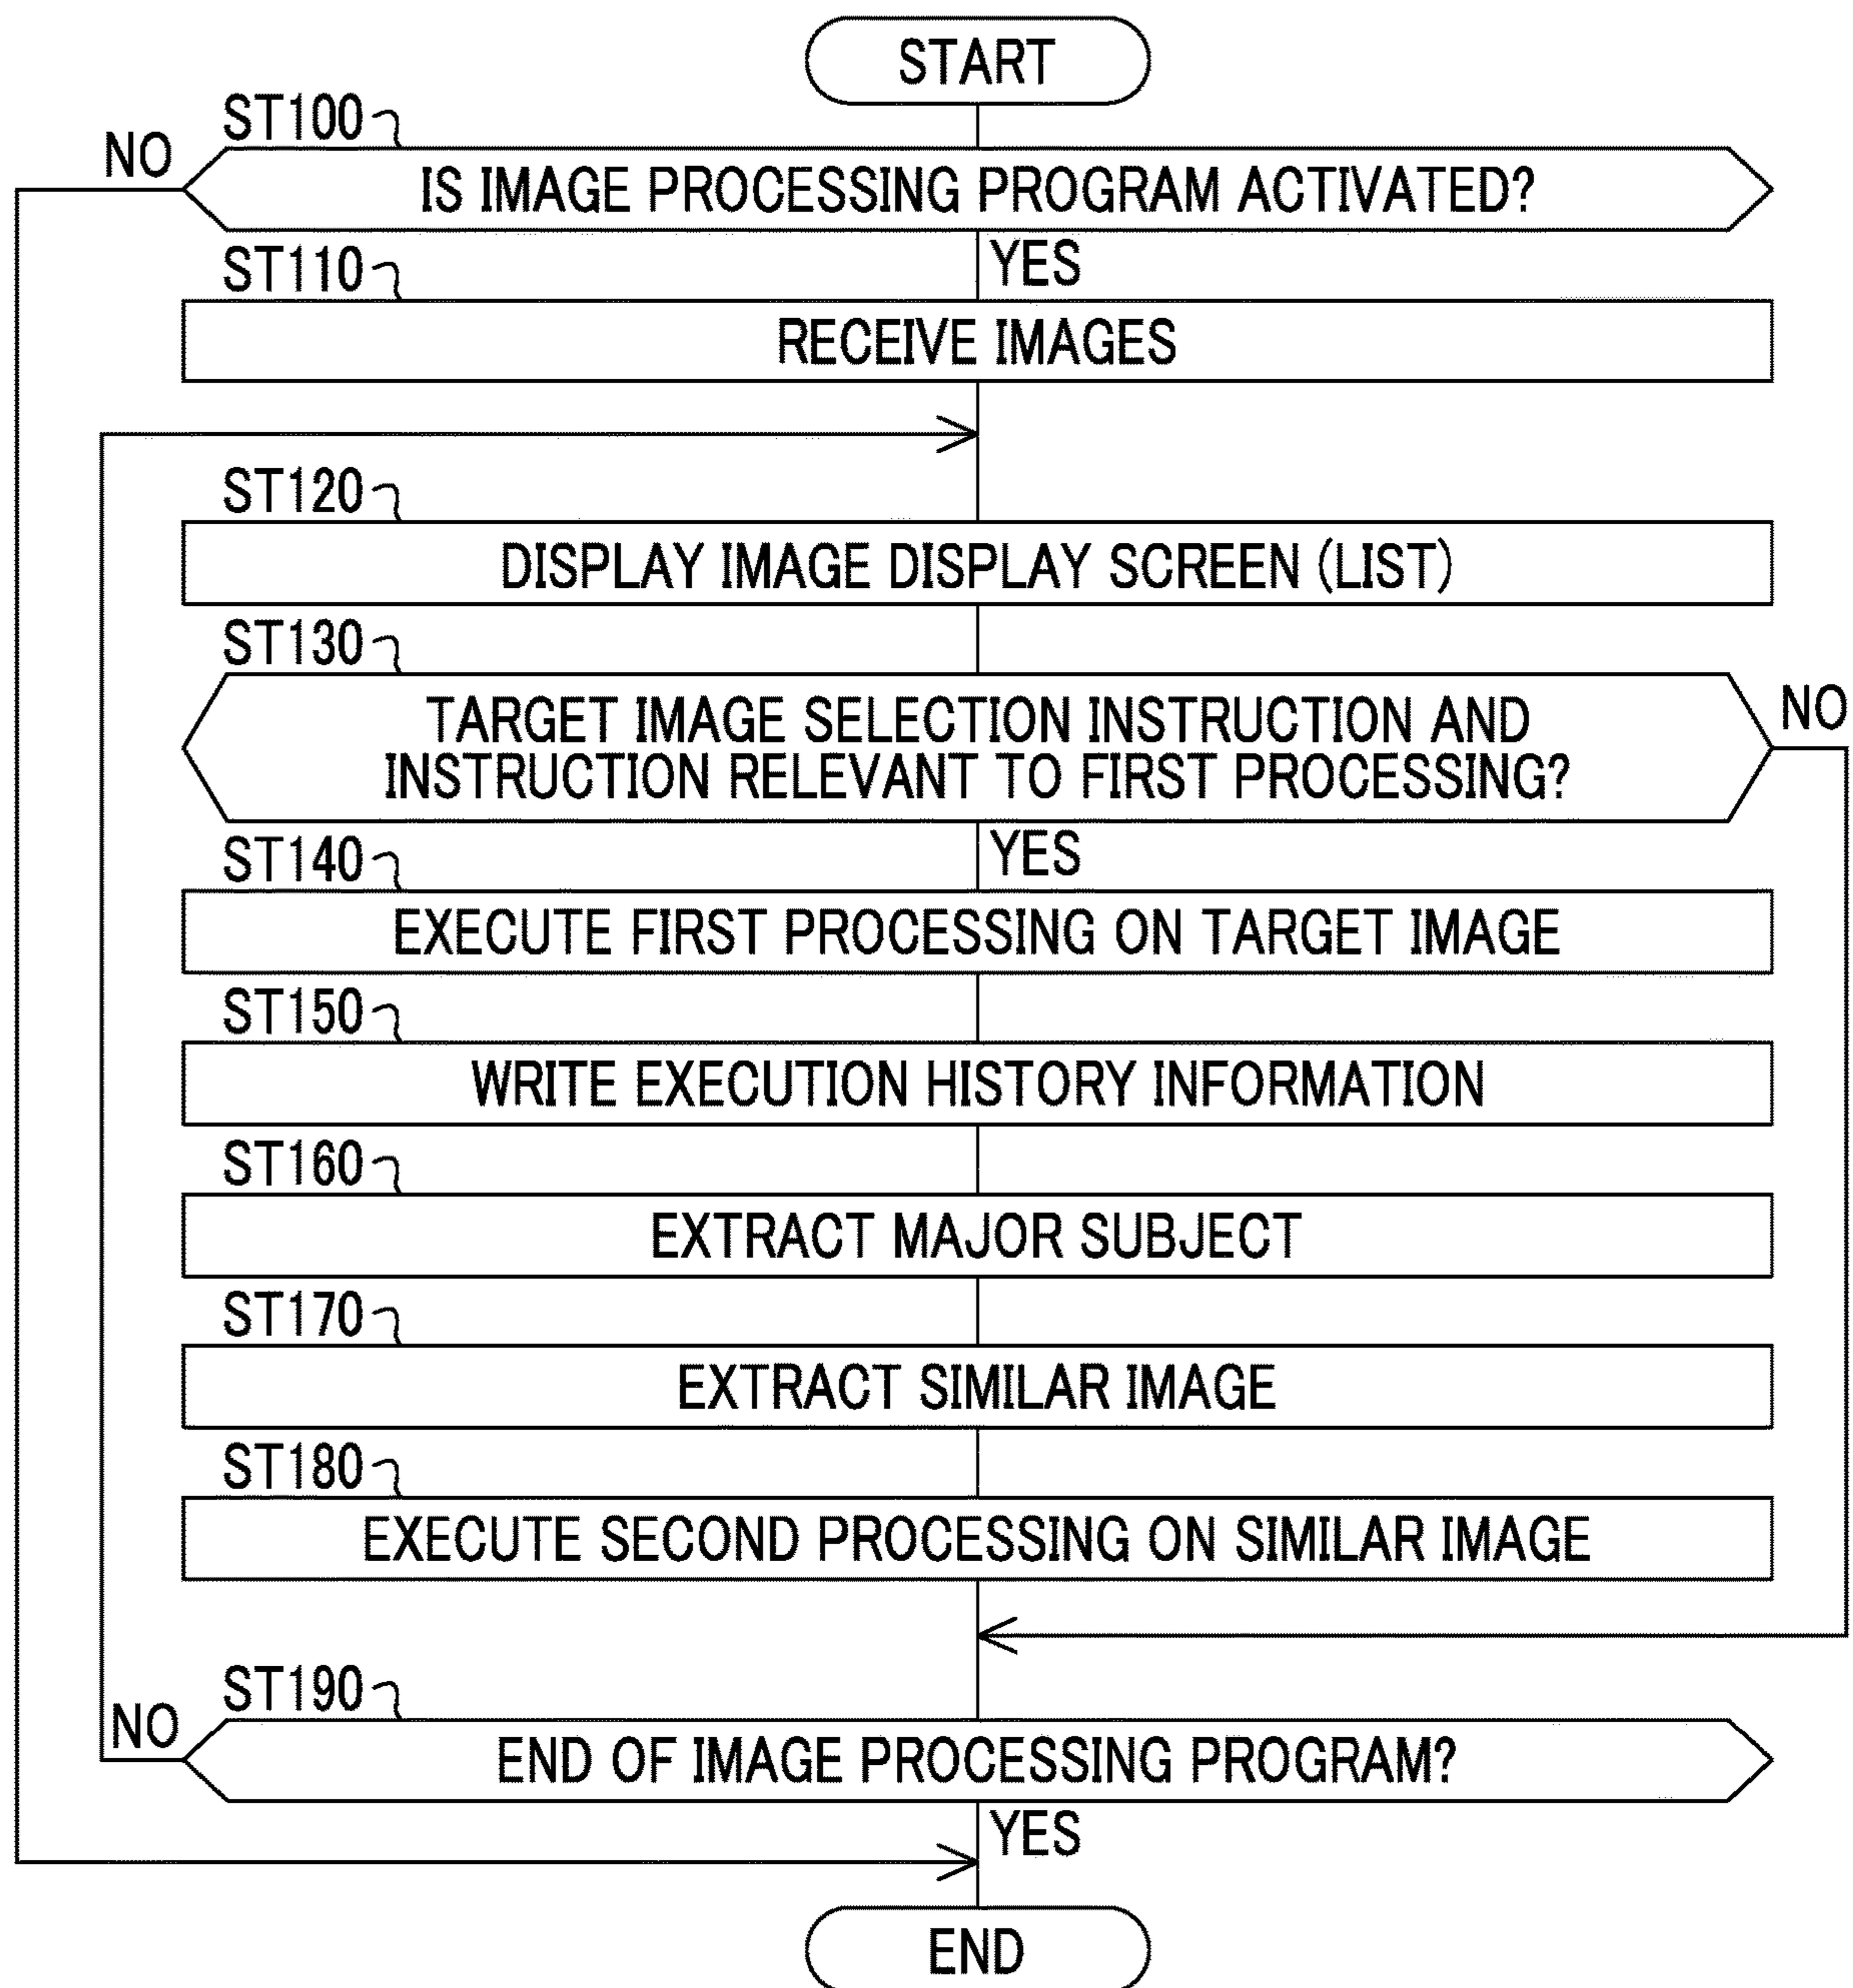 START
ST100
NO
IS IMAGE PROCESSING PROGRAM ACTIVATED?
YES
ST110
RECEIVE IMAGES
ST120
DISPLAY IMAGE DISPLAY SCREEN (LIST)
ST130
TARGET IMAGE SELECTION INSTRUCTION AND
INSTRUCTION RELEVANT TO FIRST PROCESSING?
NO
YES
ST140
EXECUTE FIRST PROCESSING ON TARGET IMAGE
ST150
WRITE EXECUTION HISTORY INFORMATION
ST160
EXTRACT MAJOR SUBJECT
ST170
EXTRACT SIMILAR IMAGE
ST180
EXECUTE SECOND PROCESSING ON SIMILAR IMAGE
ST190
NO
END OF IMAGE PROCESSING PROGRAM?
YES
END